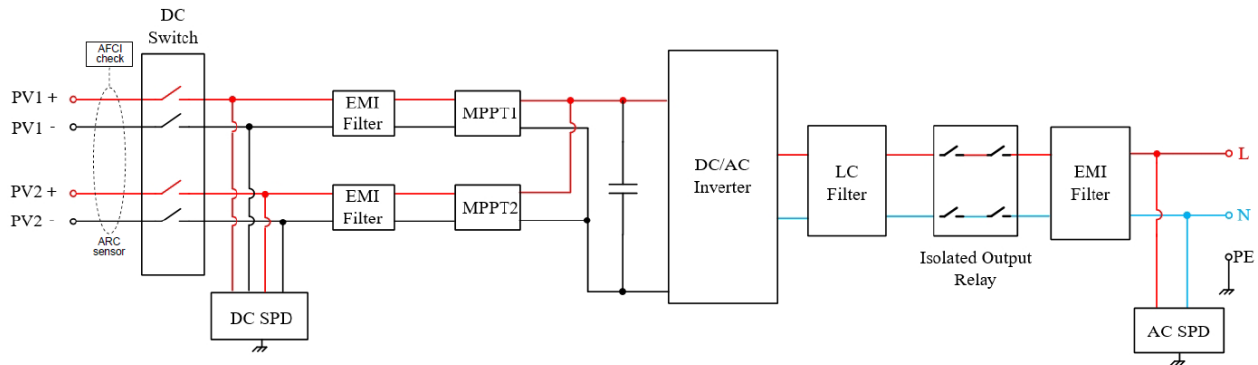 DC
Switch
AFCI
check
PV1 +
PV1 -
PV2 +
PV2 -
ARC
sensor
DC SPD
EMI
Filter
MPPT1
EMI
Filter
MPPT2
DC/AC
Inverter
LC
Filter
Isolated Output
Relay
EMI
Filter
L
N
PE
AC SPD